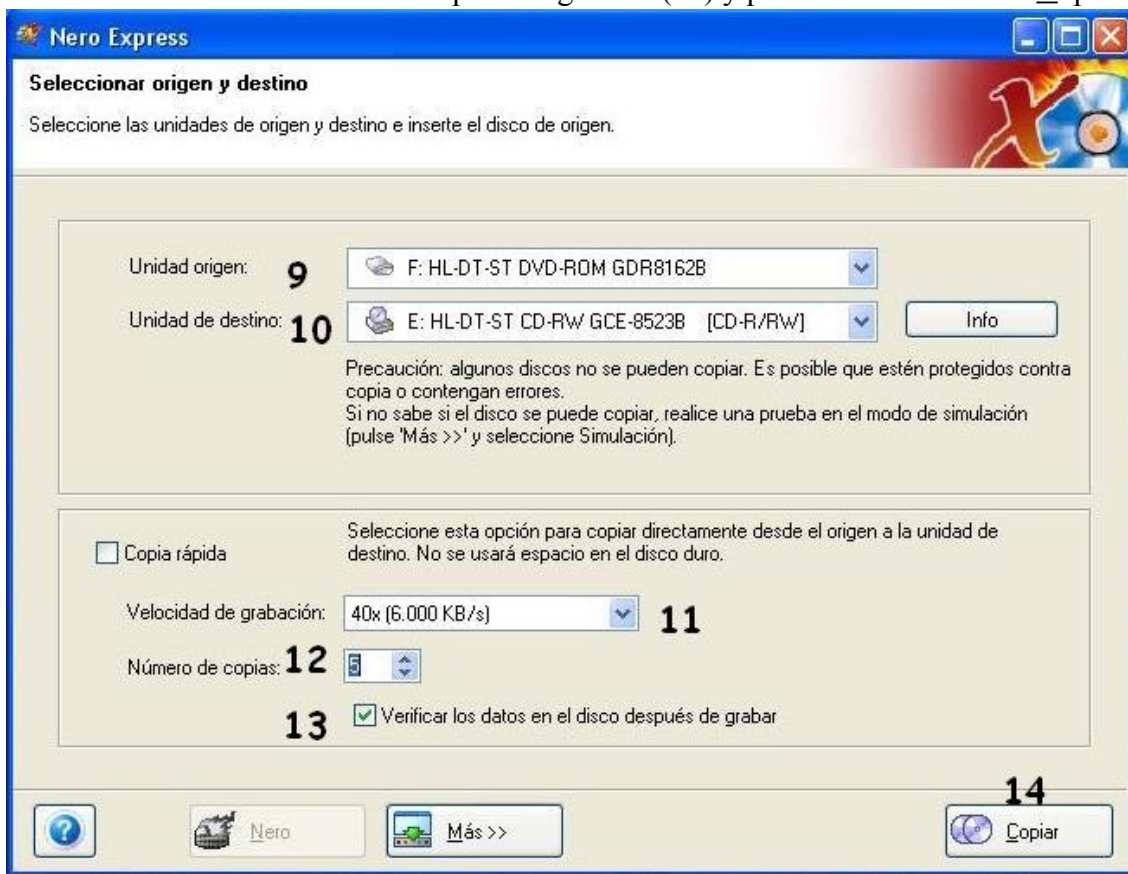 Nero Express
Seleccionar origen y destino
Seleccione las unidades de origen y destino e inserte el disco de origen.
Unidad origen: 9 F: HL-DT-ST DVD-ROM GDR8162B
Unidad de destino: 10 E: HL-DT-ST CD-RW GCE-8523B [CD-R/RW] Info
Precaución: algunos discos no se pueden copiar. Es posible que estén protegidos contra
copia o contengan errores.
Si no sabe si el disco se puede copiar, realice una prueba en el modo de simulación
(pulse 'Más >>' y seleccione Simulación).
Seleccione esta opción para copiar directamente desde el origen a la unidad de
Copia rápida destino. No se usará espacio en el disco duro.
Velocidad de grabación: 40x (6.000 KB/s) 11
Número de copias: 12 5
13 Verificar los datos en el disco después de grabar
14
Nero Más >> Copiar